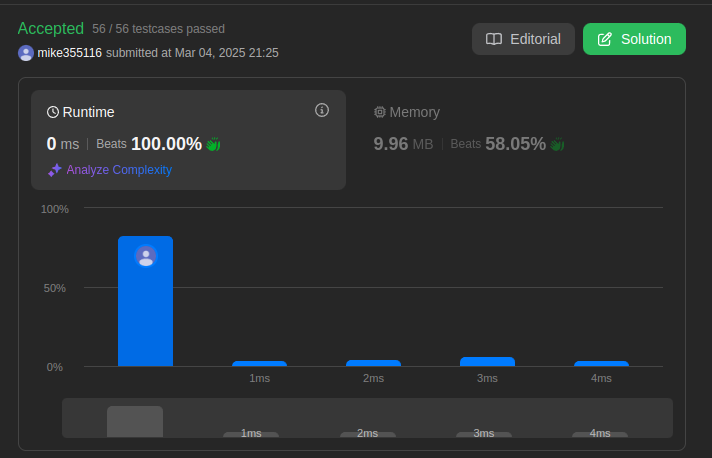 Accepted 56 / 56 testcases passed
mike355116 submitted at Mar 04, 2025 21:25
Editorial
Solution
Runtime
0 ms | Beats 100.00%
Analyze Complexity
Memory
9.96 MB | Beats 58.05%
100%
50%
0%
1ms 2ms 3ms 4ms
1ms 2ms 3ms 4ms